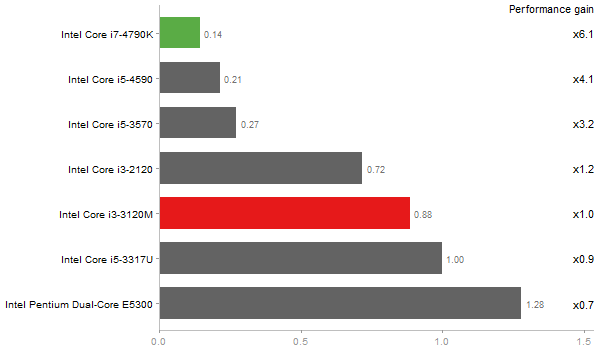 Performance gain
Intel Core i7-4790K 0.14 x6.1
Intel Core i5-4590 0.21 x4.1
Intel Core i5-3570 0.27 x3.2
Intel Core i3-2120 0.72 x1.2
Intel Core i3-3120M 0.88 x1.0
Intel Core i5-3317U 1.00 x0.9
Intel Pentium Dual-Core E5300 1.28 x0.7
0.0 0.5 1.0 1.5